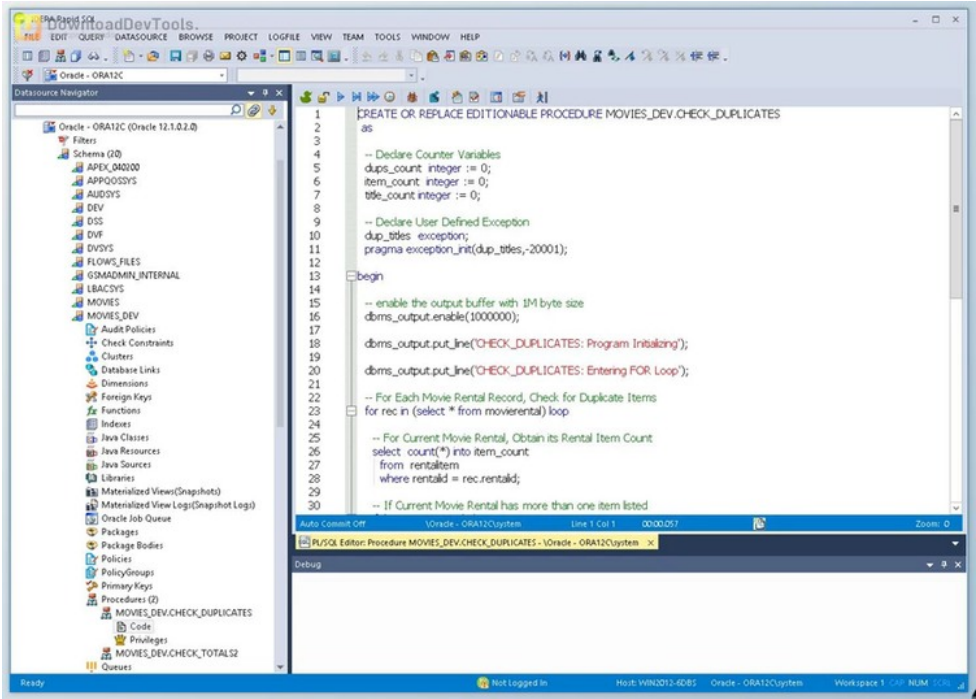 IDERA Rapid SQL
DownloadDevTools.
FILE EDIT QUERY DATASOURCE BROWSE PROJECT LOGFILE VIEW TEAM TOOLS WINDOW HELP
Oracle - ORA12C
Datasource Navigator
Oracle - ORA12C (Oracle 12.1.0.2.0)
Filters
Schema (20)
APEX_040200
APPQOSSYS
AUDSYS
DEV
DSS
DVF
DVSYS
FLOWS_FILES
GSMADMIN_INTERNAL
LBACSYS
MOVIES
MOVIES_DEV
Audit Policies
Check Constraints
Clusters
Database Links
Dimensions
Foreign Keys
Functions
Indexes
Java Classes
Java Resources
Java Sources
Libraries
Materialized Views(Snapshots)
Materialized View Logs(Snapshot Logs)
Oracle Job Queue
Packages
Package Bodies
Policies
PolicyGroups
Primary Keys
Procedures (2)
MOVIES_DEV.CHECK_DUPLICATES
Code
Privileges
MOVIES_DEV.CHECK_TOTALS2
Queues
1 CREATE OR REPLACE EDITIONABLE PROCEDURE MOVIES_DEV.CHECK_DUPLICATES
2 as
3
4 -- Declare Counter Variables
5 dups_count integer := 0;
6 item_count integer := 0;
7 title_count integer := 0;
8
9 -- Declare User Defined Exception
10 dup_titles exception;
11 pragma exception_init(dup_titles,-20001);
12
13 begin
14
15 -- enable the output buffer with 1M byte size
16 dbms_output.enable(1000000);
17
18 dbms_output.put_line('CHECK_DUPLICATES: Program Initializing');
19
20 dbms_output.put_line('CHECK_DUPLICATES: Entering FOR Loop');
21
22 -- For Each Movie Rental Record, Check for Duplicate Items
23 for rec in (select * from movierental) loop
24
25 -- For Current Movie Rental, Obtain its Rental Item Count
26 select count(*) into item_count
27 from rentalitem
28 where rentalid = rec.rentalid;
29
30 -- If Current Movie Rental has more than one item listed
Auto Commit Off \Oracle - ORA12C\system Line 1 Col 1 00:00.057 Zoom: 0
PL/SQL Editor: Procedure MOVIES_DEV.CHECK_DUPLICATES - \Oracle - ORA12C\system
Debug
Ready Not Logged In Host: WIN2012-6DBS Oracle - ORA12C\system Workspace 1 CAP NUM SCRL